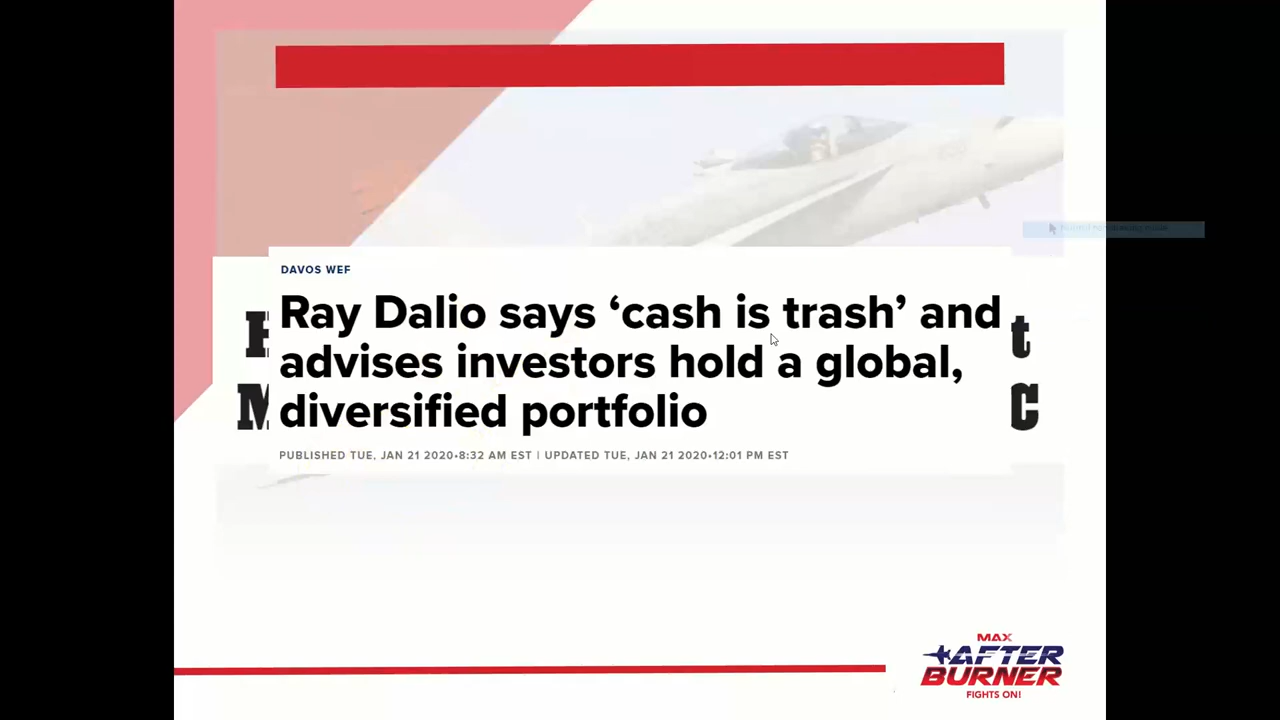 DAVOS WEF
Ray Dalio says ‘cash is trash’ and
advises investors hold a global,
diversified portfolio
PUBLISHED TUE, JAN 21 2020•8:32 AM EST | UPDATED TUE, JAN 21 2020•12:01 PM EST
t
M
C
MAX
AFTER
BURNER
FIGHTS ON!